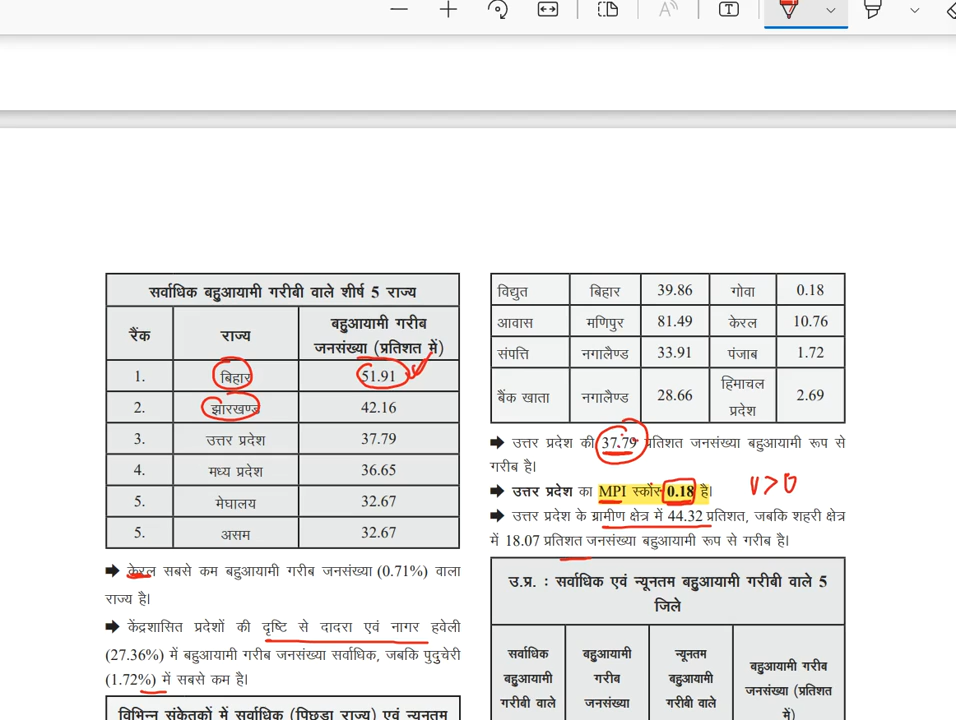 सर्वाधिक बहुआयामी गरीबी वाले शीर्ष 5 राज्य
रैंक राज्य बहुआयामी गरीब जनसंख्या (प्रतिशत में)
1. बिहार 51.91
2. झारखण्ड 42.16
3. उत्तर प्रदेश 37.79
4. मध्य प्रदेश 36.65
5. मेघालय 32.67
5. असम 32.67
➡ केरल सबसे कम बहुआयामी गरीब जनसंख्या (0.71%) वाला
राज्य है।
➡ केंद्रशासित प्रदेशों की दृष्टि से दादरा एवं नागर हवेली
(27.36%) में बहुआयामी गरीब जनसंख्या सर्वाधिक, जबकि पुदुचेरी
(1.72%) में सबसे कम है।
विभिन्न संकेतकों में सर्वाधिक (पिछड़ा राज्य) एवं न्यूनतम
विद्युत बिहार 39.86 गोवा 0.18
आवास मणिपुर 81.49 केरल 10.76
संपत्ति नगालैण्ड 33.91 पंजाब 1.72
बैंक खाता नगालैण्ड 28.66 हिमाचल प्रदेश 2.69
➡ उत्तर प्रदेश की 37.79 प्रतिशत जनसंख्या बहुआयामी रूप से
गरीब है।
➡ उत्तर प्रदेश का MPI स्कोर 0.18 है।
➡ उत्तर प्रदेश के ग्रामीण क्षेत्र में 44.32 प्रतिशत, जबकि शहरी क्षेत्र
में 18.07 प्रतिशत जनसंख्या बहुआयामी रूप से गरीब है।
उ.प्र. : सर्वाधिक एवं न्यूनतम बहुआयामी गरीबी वाले 5
जिले
सर्वाधिक बहुआयामी गरीबी वाले
बहुआयामी गरीब जनसंख्या
न्यूनतम बहुआयामी गरीबी वाले
बहुआयामी गरीब जनसंख्या (प्रतिशत में)